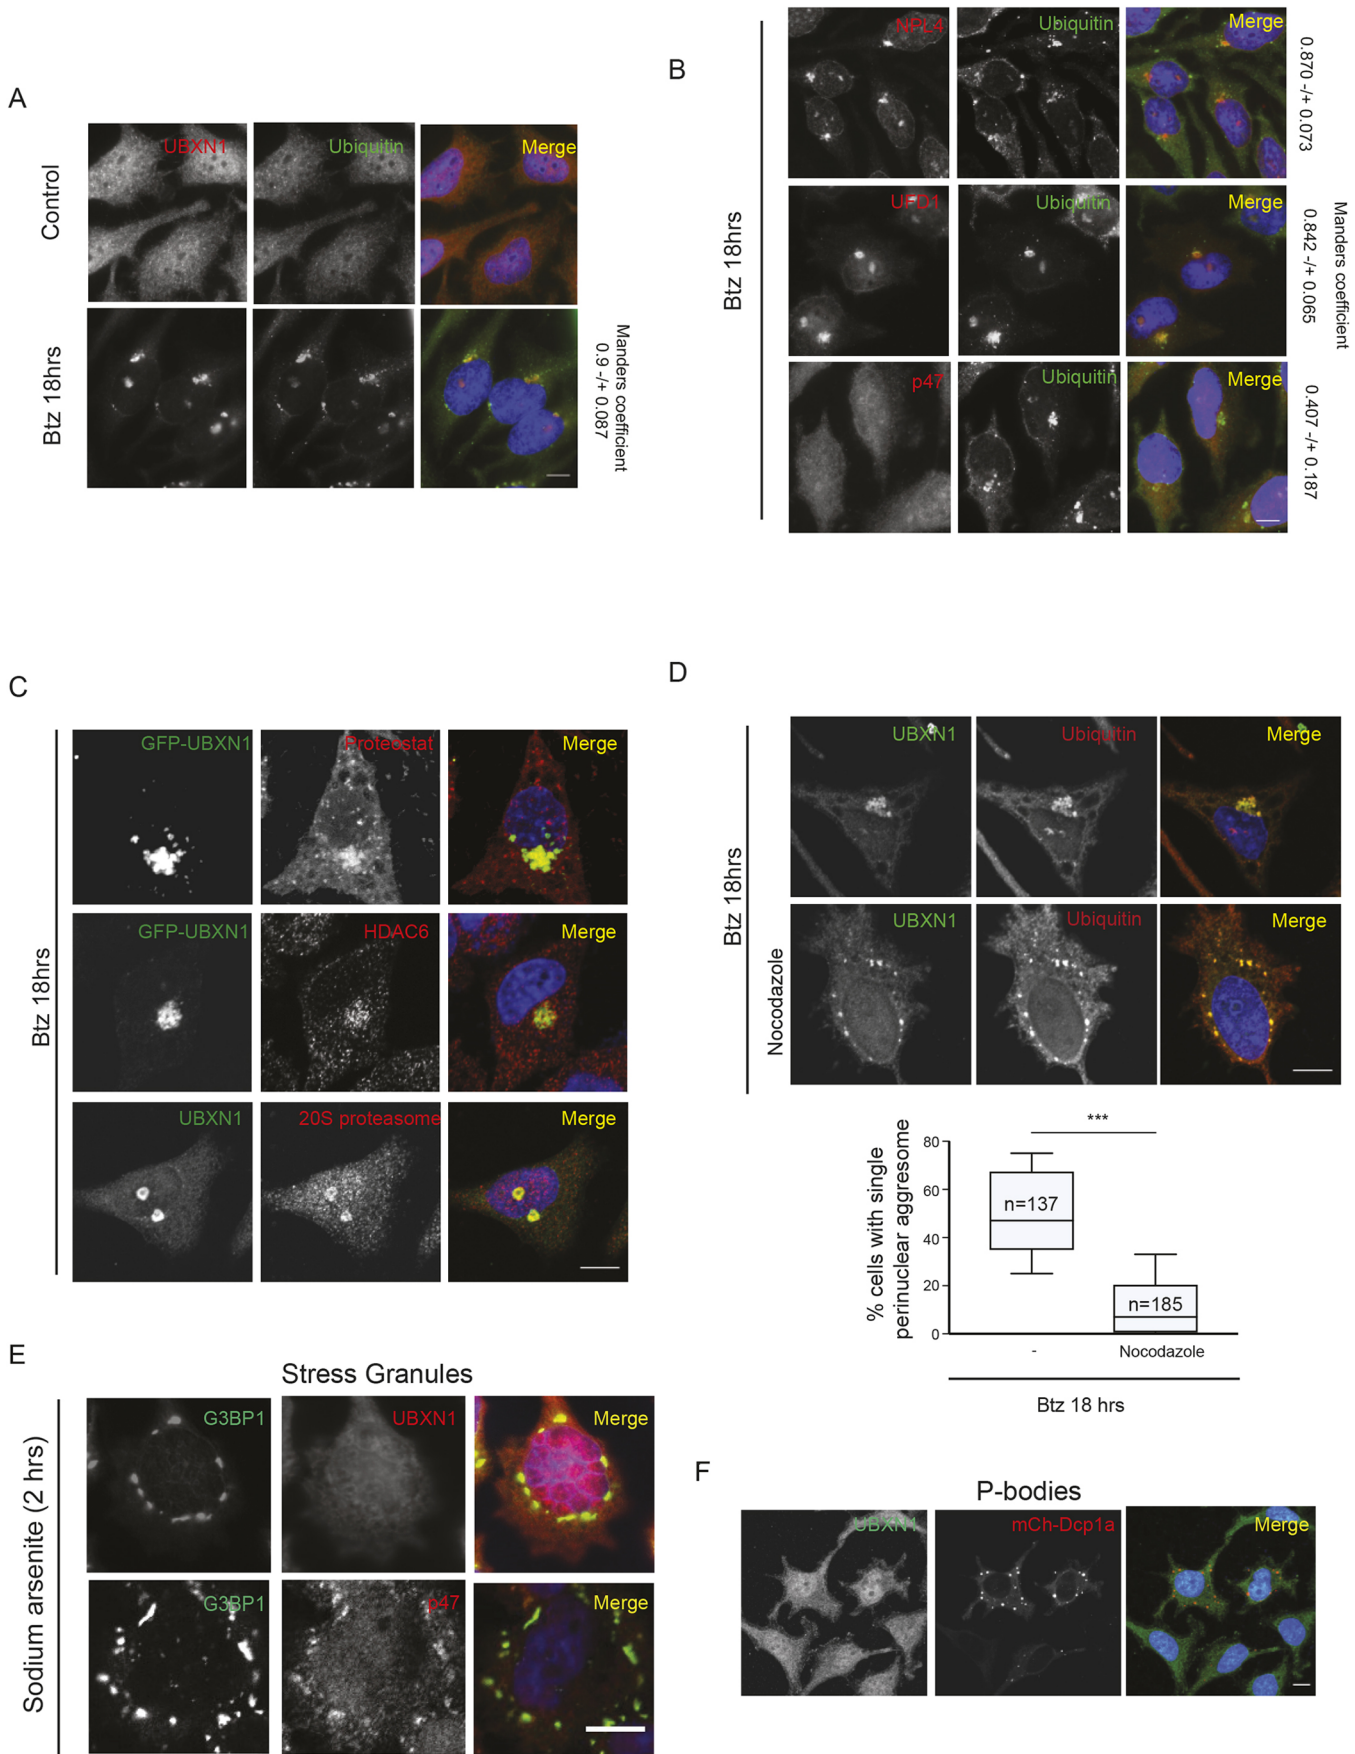 A
Control
UBXN1
Ubiquitin
Merge
Btz 18hrs
Manders coefficient
0.9 -/+ 0.087
B
Btz 18hrs
NPL4
Ubiquitin
Merge
0.870 -/+ 0.073
UFD1
Ubiquitin
Merge
0.842 -/+ 0.065
Manders coefficient
p47
Ubiquitin
Merge
0.407 -/+ 0.187
C
Btz 18hrs
GFP-UBXN1
Proteostat
Merge
GFP-UBXN1
HDAC6
Merge
UBXN1
20S proteasome
Merge
D
Btz 18hrs
UBXN1
Ubiquitin
Merge
Nocodazole
UBXN1
Ubiquitin
Merge
% cells with single
perinuclear aggresome
80
60
40
20
0
***
n=137
n=185
-
Nocodazole
Btz 18 hrs
E
Stress Granules
Sodium arsenite (2 hrs)
G3BP1
UBXN1
Merge
G3BP1
p47
Merge
F
P-bodies
UBXN1
mCh-Dcp1a
Merge